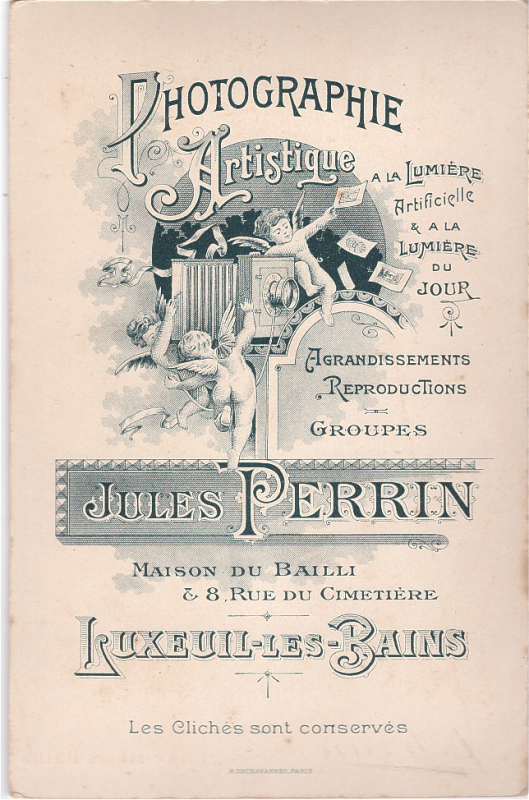 PHOTOGRAPHIE
Artistique
A LA LUMIÈRE
Artificielle
& A LA
LUMIÈRE
DU
JOUR
AGRANDISSEMENTS
REPRODUCTIONS
GROUPES
JULES PERRIN
MAISON DU BAILLI
& 8, RUE DU CIMETIÈRE
LUXEUIL-LES-BAINS
Les Clichés sont conservés
PARIS